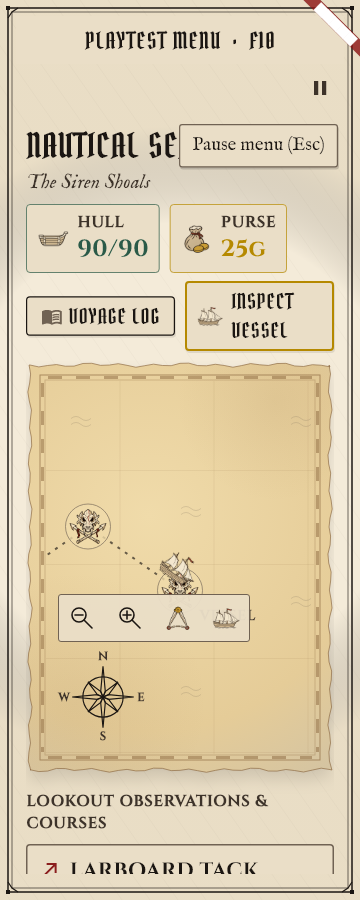 PLAYTEST MENU · F10
NAUTICAL SE
Pause menu (Esc)
The Siren Shoals
HULL
90/90
PURSE
25G
VOYAGE LOG
INSPECT
VESSEL
N
W
E
S
LOOKOUT OBSERVATIONS &
COURSES
LARBOARD TACK